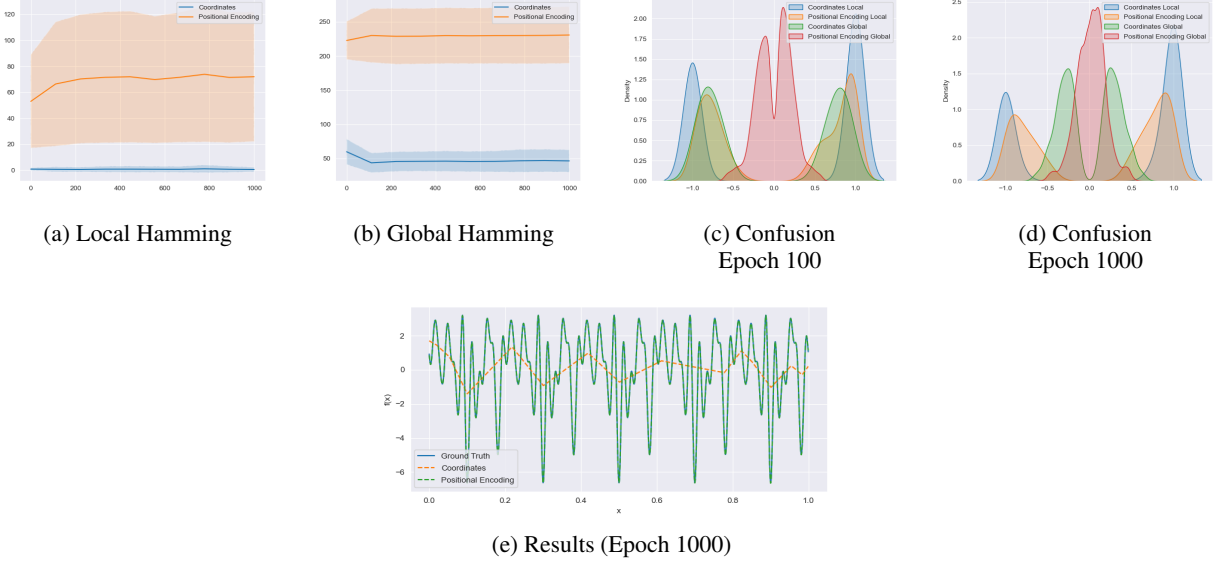 120
100
80
60
40
20
0
0 200 400 600 800 1000
Coordinates
Positional Encoding
(a) Local Hamming
250
200
150
100
50
0 200 400 600 800 1000
Coordinates
Positional Encoding
(b) Global Hamming
2.00
1.75
1.50
1.25
1.00
0.75
0.50
0.25
0.00
Density
−1.0 −0.5 0.0 0.5 1.0
Coordinates Local
Positional Encoding Local
Coordinates Global
Positional Encoding Global
(c) Confusion
Epoch 100
2.5
2.0
1.5
1.0
0.5
0.0
Density
−1.0 −0.5 0.0 0.5 1.0
Coordinates Local
Positional Encoding Local
Coordinates Global
Positional Encoding Global
(d) Confusion
Epoch 1000
2
0
−2
−4
−6
f(x)
Ground Truth
Coordinates
Positional Encoding
0.0 0.2 0.4 0.6 0.8 1.0
x
(e) Results (Epoch 1000)